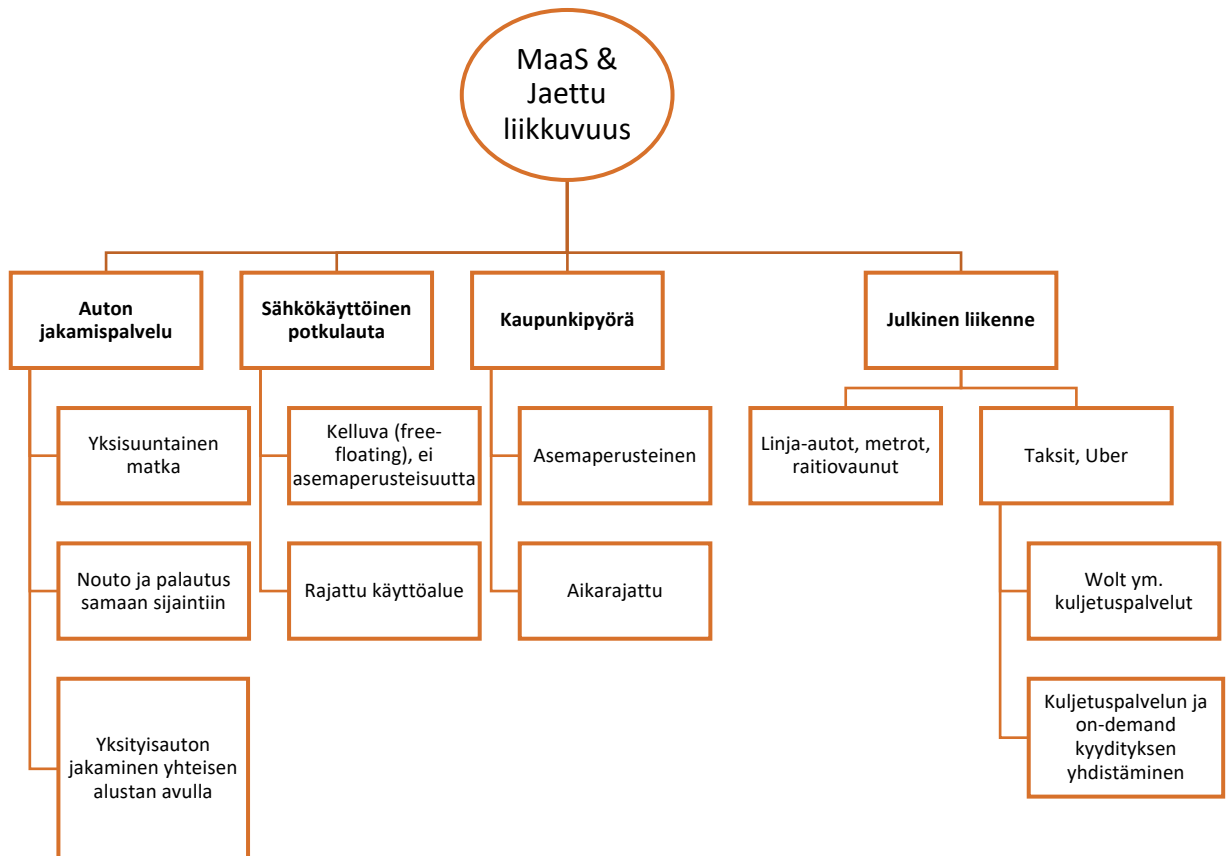 MaaS &
Jaettu
liikkuvuus
Auton
jakamispalvelu
Sähkökäyttöinen
potkulauta
Kaupunkipyörä
Julkinen liikenne
Yksisuuntainen
matka
Kelluva (free-
floating), ei
asemaperusteisuutta
Asemaperusteinen
Linja-autot, metrot,
raitiovaunut
Taksit, Uber
Nouto ja palautus
samaan sijaintiin
Rajattu käyttöalue
Aikarajattu
Wolt ym.
kuljetuspalvelut
Yksityisauton
jakaminen yhteisen
alustan avulla
Kuljetuspalvelun ja
on-demand
kyydityksen
yhdistäminen